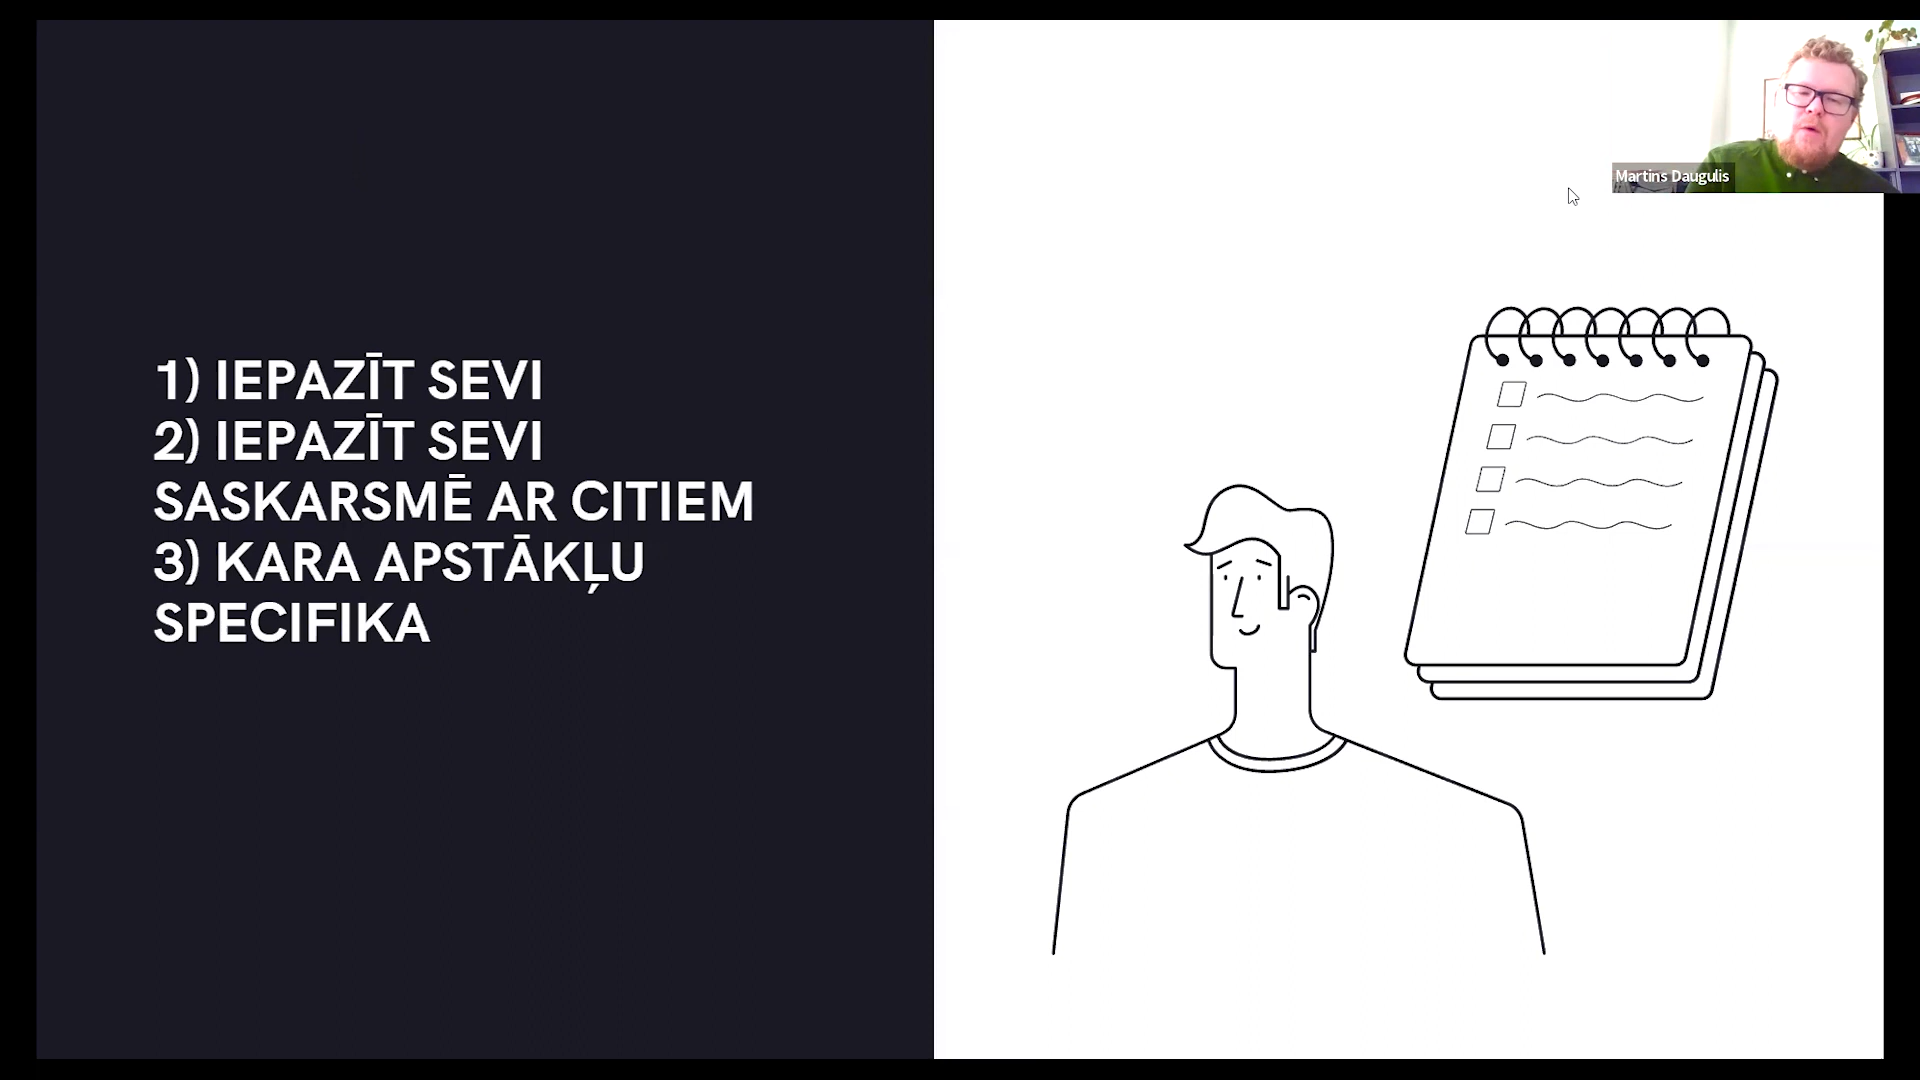 1) IEPAZĪT SEVI
2) IEPAZĪT SEVI
SASKARSMĒ AR CITIEM
3) KARA APSTĀKĻU
SPECIFIKA
Martins Daugulis